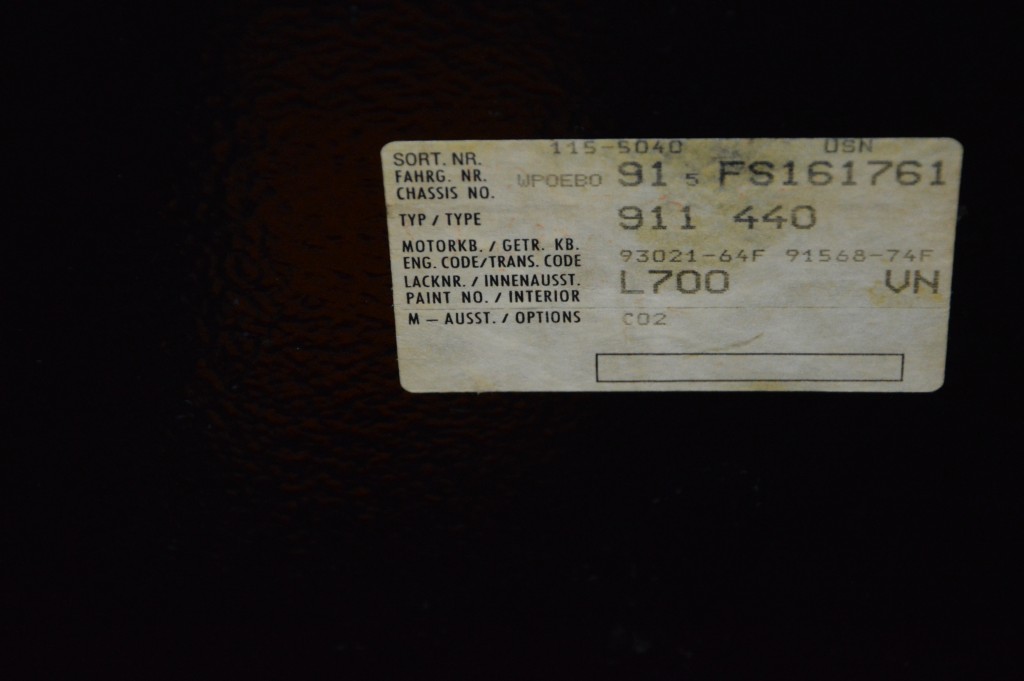 SORT. NR. 115-5040 USN
FAHRG. NR.
CHASSIS NO. WP0EB0 91 5 FS161761
TYP / TYPE 911 440
MOTORKB. / GETR. KB.
ENG. CODE/TRANS. CODE 93021-64F 91568-74F
LACKNR. / INNENAUSST.
PAINT NO. / INTERIOR L700 VN
M – AUSST. / OPTIONS C02